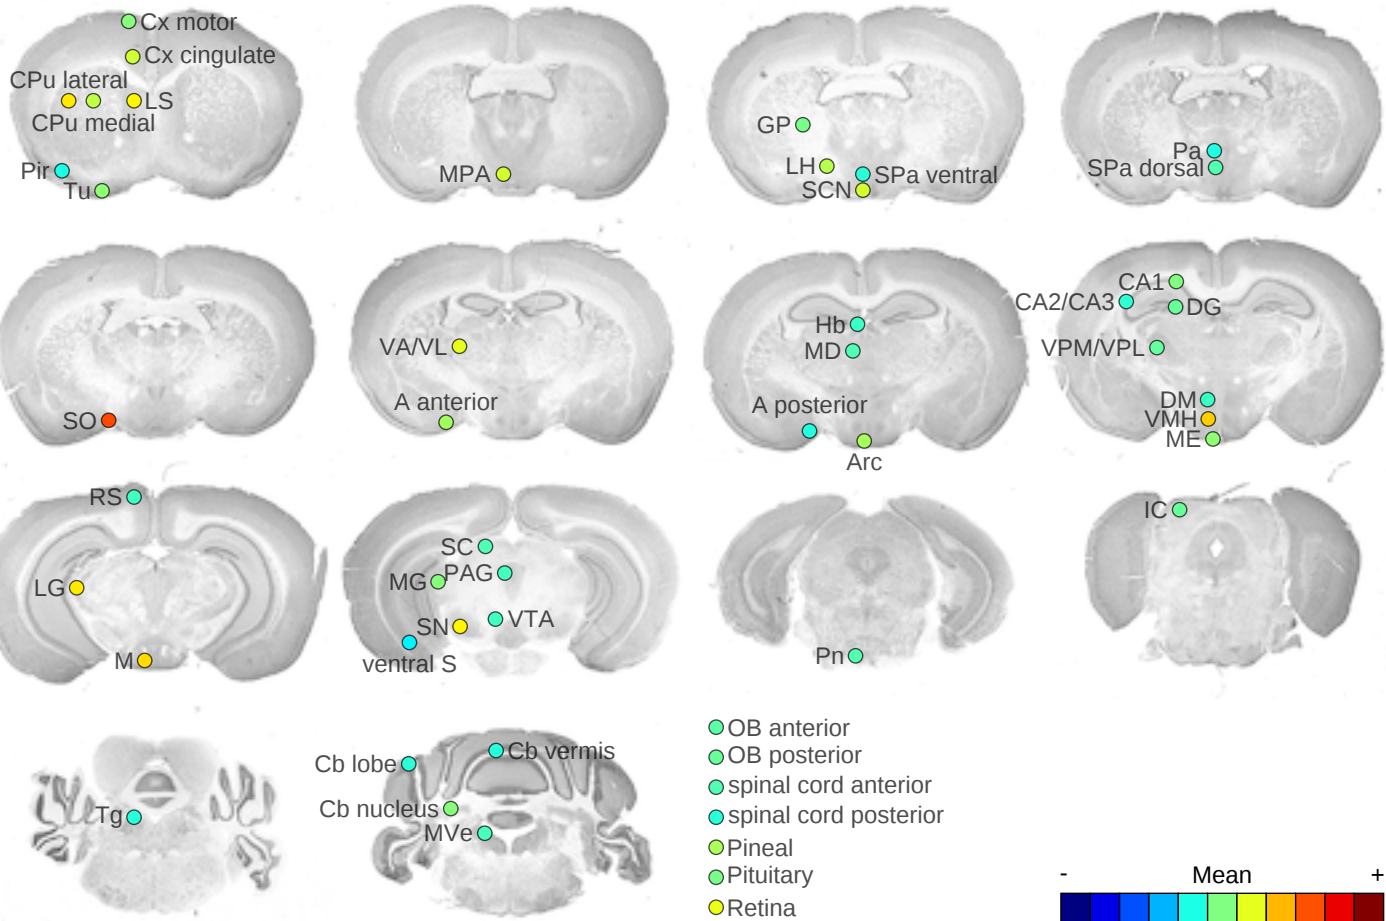 Cx motor
Cx cingulate
CPu lateral
LS
CPu medial
Pir
Tu
MPA
GP
LH
SPa ventral
SCN
Pa
SPa dorsal
SO
VA/VL
A anterior
Hb
MD
A posterior
Arc
CA1
CA2/CA3
DG
VPM/VPL
DM
VMH
ME
RS
LG
M
SC
MG
PAG
SN
VTA
ventral S
Pn
IC
Tg
Cb lobe
Cb vermis
Cb nucleus
MVe
OB anterior
OB posterior
spinal cord anterior
spinal cord posterior
Pineal
Pituitary
Retina
- Mean +